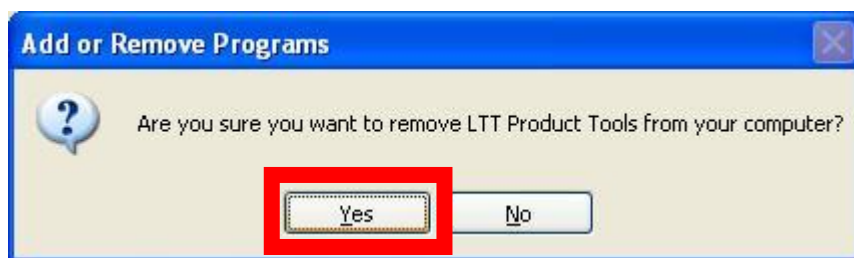 Add or Remove Programs
Are you sure you want to remove LTT Product Tools from your computer?
Yes No